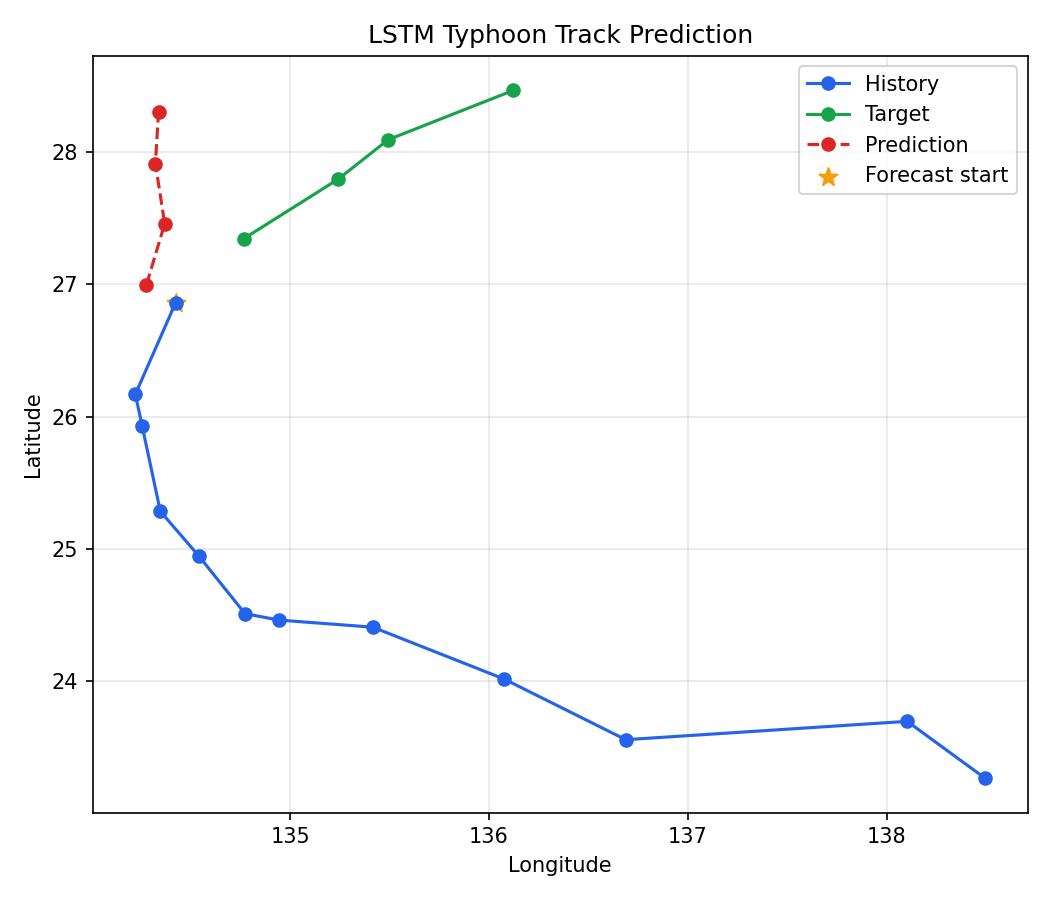 LSTM Typhoon Track Prediction
History
Target
Prediction
Forecast start
Latitude
28
27
26
25
24
135
136
137
138
Longitude